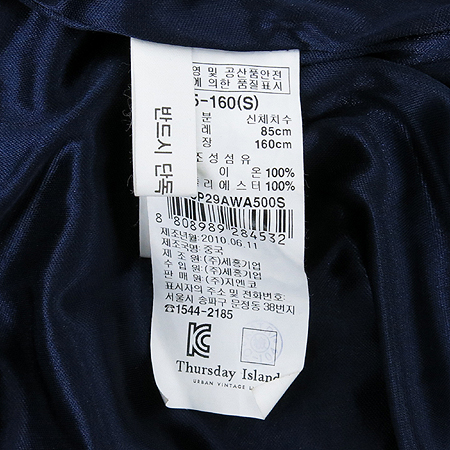 영 및 공산품안전
에 의한 품질표시
5-160(S)
분 신체치수
레 85cm
장 160cm
조성섬유
이 온 100%
리에스터 100%
P29AWA500S
8 808989 284532
제조년월:2010.06.11
제조국명:중국
제 조 원:(주)세흥기업
수 입 원:(주)세흥기업
판 매 원:(주)지엔코
표시자의 주소 및 전화번호:
서울시 송파구 문정동 38번지
☎1544-2185
KC
Thursday Island
URBAN VINTAGE
반드시 단독